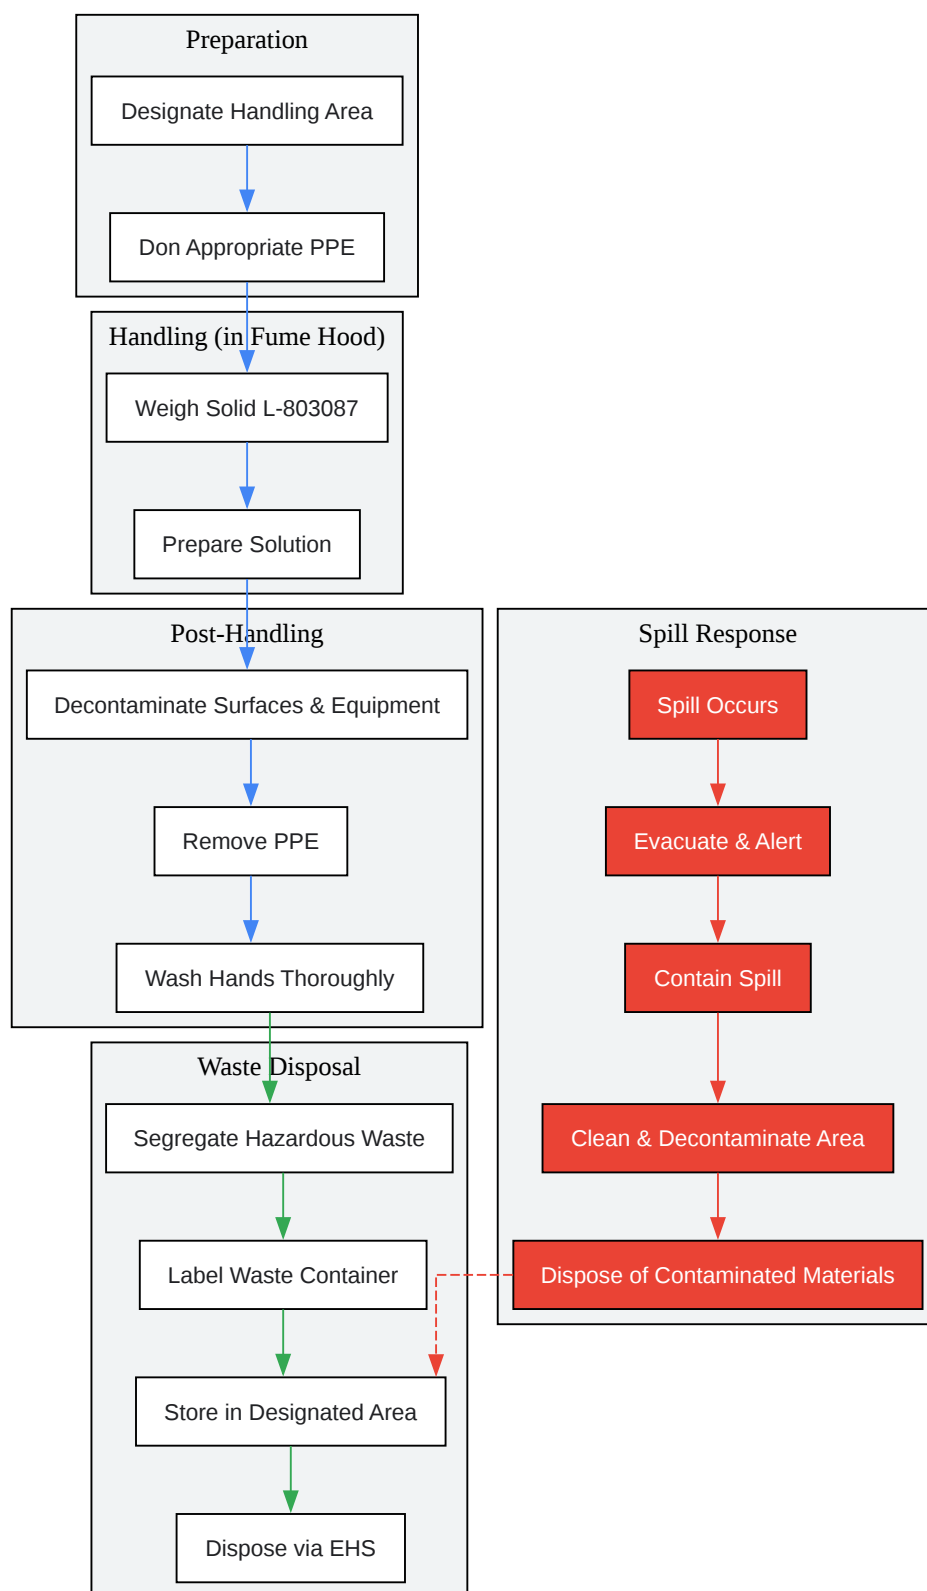 Preparation
Designate Handling Area
Don Appropriate PPE
Handling (in Fume Hood)
Weigh Solid L-803087
Prepare Solution
Post-Handling
Decontaminate Surfaces & Equipment
Remove PPE
Wash Hands Thoroughly
Waste Disposal
Segregate Hazardous Waste
Label Waste Container
Store in Designated Area
Dispose via EHS
Spill Response
Spill Occurs
Evacuate & Alert
Contain Spill
Clean & Decontaminate Area
Dispose of Contaminated Materials